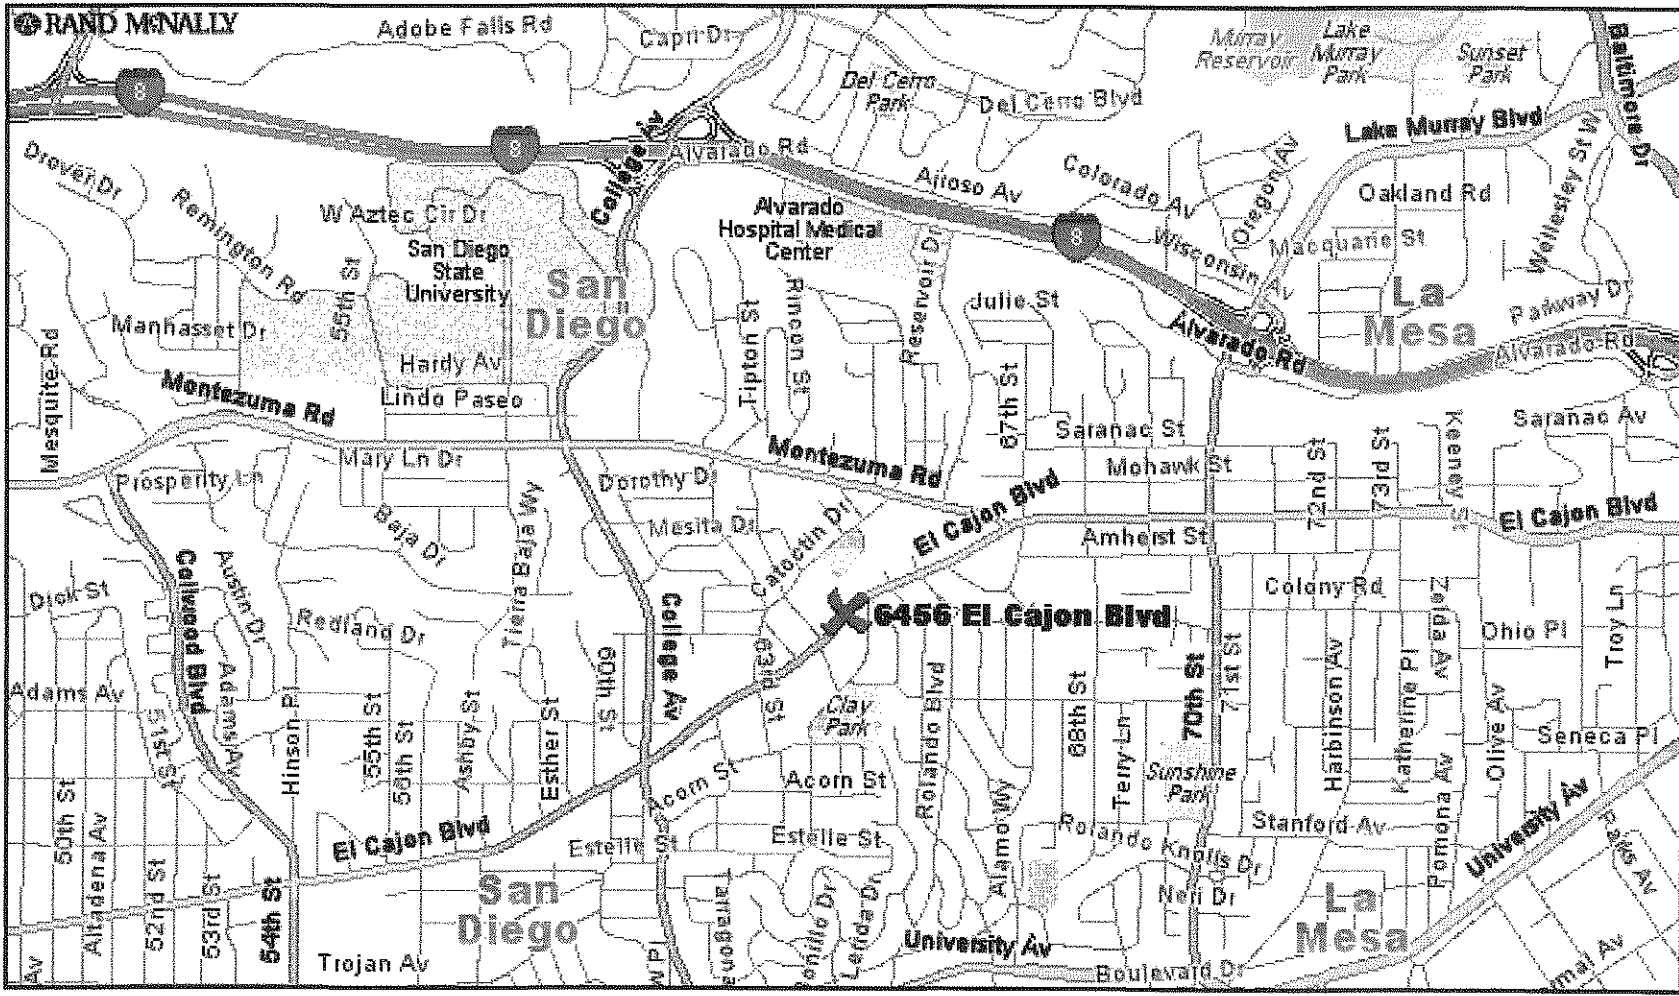 RAND McNALLY
Adobe Falls Rd
Capri Dr
Murray
Reservoir
Lake
Murray
Park
Sunset
Park
Baltimore Dr
8
Del Cerro
Park
Del Cerro Blvd
Lake Murray Blvd
8
College Av
Alvarado Rd
Drover Dr
Remington Rd
W Aztec Cir Dr
San Diego
State
University
Alvarado
Hospital Medical
Center
Ajioso Av
Colorado Av
Oregon Av
Oakland Rd
Wellesley St W
8
Wisconsin Av
Macquarie St
55th St
San
Diego
Tipton St
Rimoon St
Reservoir Dr
Julie St
La
Mesa
Parkway Dr
Manhasset Dr
Alvarado Rd
Alvarado Rd
Mesquite Rd
Hardy Av
Montezuma Rd
Lindo Paseo
67th St
Saranac St
72nd St
73rd St
Keeney St
Saranac Av
Mary Ln Dr
Montezuma Rd
Mohawk St
Prosperity Ln
Dorothy Dr
El Cajon Blvd
El Cajon Blvd
Baja Dr
Tierra Baja Wy
Mesita Dr
Catoctin Dr
Amherst St
Collwood Blvd
Austin Dr
Dick St
Redland Dr
College Av
6456 El Cajon Blvd
Colony Rd
Zelda Av
Ohio Pl
Troy Ln
Adams Av
51st St
Adams Av
Hinson Pl
55th St
56th St
Ashby St
Esther St
60th St
63rd St
Clay
Park
Rolando Blvd
68th St
Terry Ln
70th St
71st St
Harbinson Av
Katherine Pl
Pomona Av
Olive Av
Seneca Pl
50th St
Altadena Av
52nd St
53rd St
54th St
El Cajon Blvd
Acorn St
Acorn St
Sunshine
Park
Estelle St
Estelle St
Alamo Wy
Rolando Knolls Dr
Stanford Av
University Av
Neri Dr
San
Diego
La
Mesa
Lerida Dr
University Av
Boulevard Dr
Trojan Av
Av
W Pl